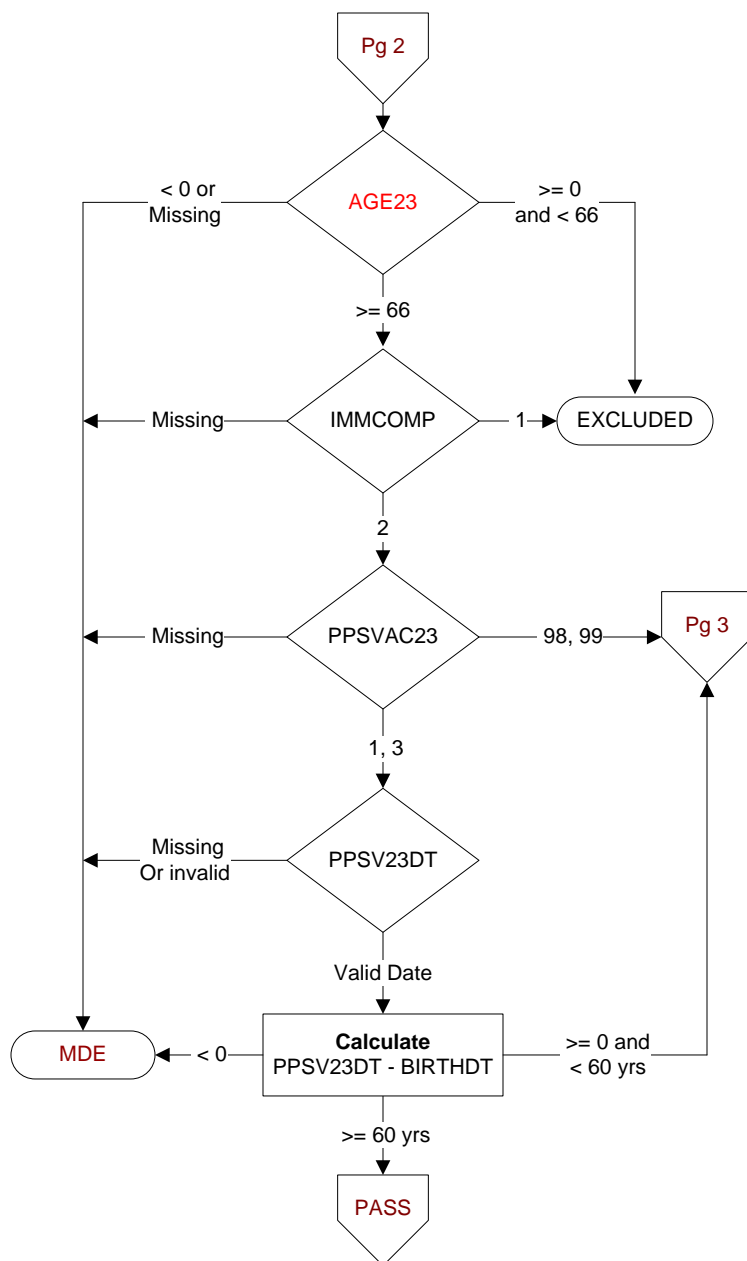 Pg 2
< 0 or
Missing
AGE23
>= 0
and < 66
>= 66
Missing
IMMCOMP
1
EXCLUDED
2
Missing
PPSVAC23
98, 99
Pg 3
1, 3
Missing
Or invalid
PPSV23DT
Valid Date
MDE
< 0
Calculate
PPSV23DT - BIRTHDT
>= 0 and
< 60 yrs
>= 60 yrs
PASS